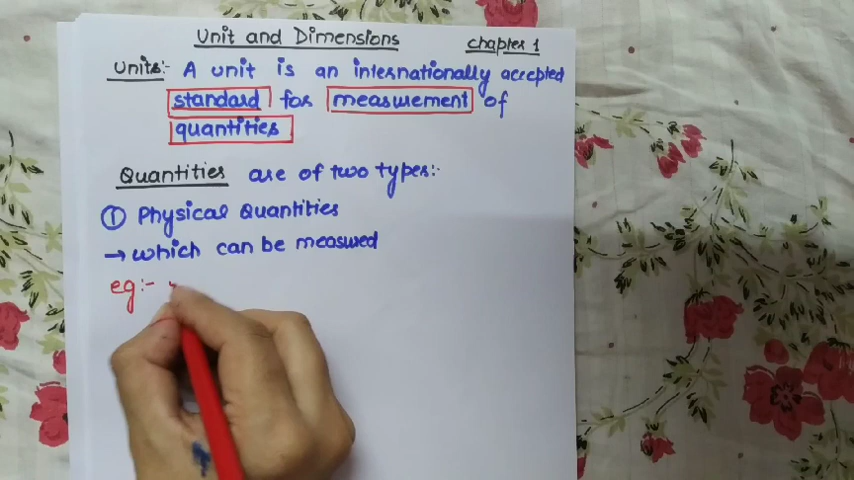 Unit and Dimensions chapter 1
Units:- A unit is an internationally accepted
standard for measurement of
quantities
Quantities are of two types:-
① Physical Quantities
→ which can be measured
eg:-